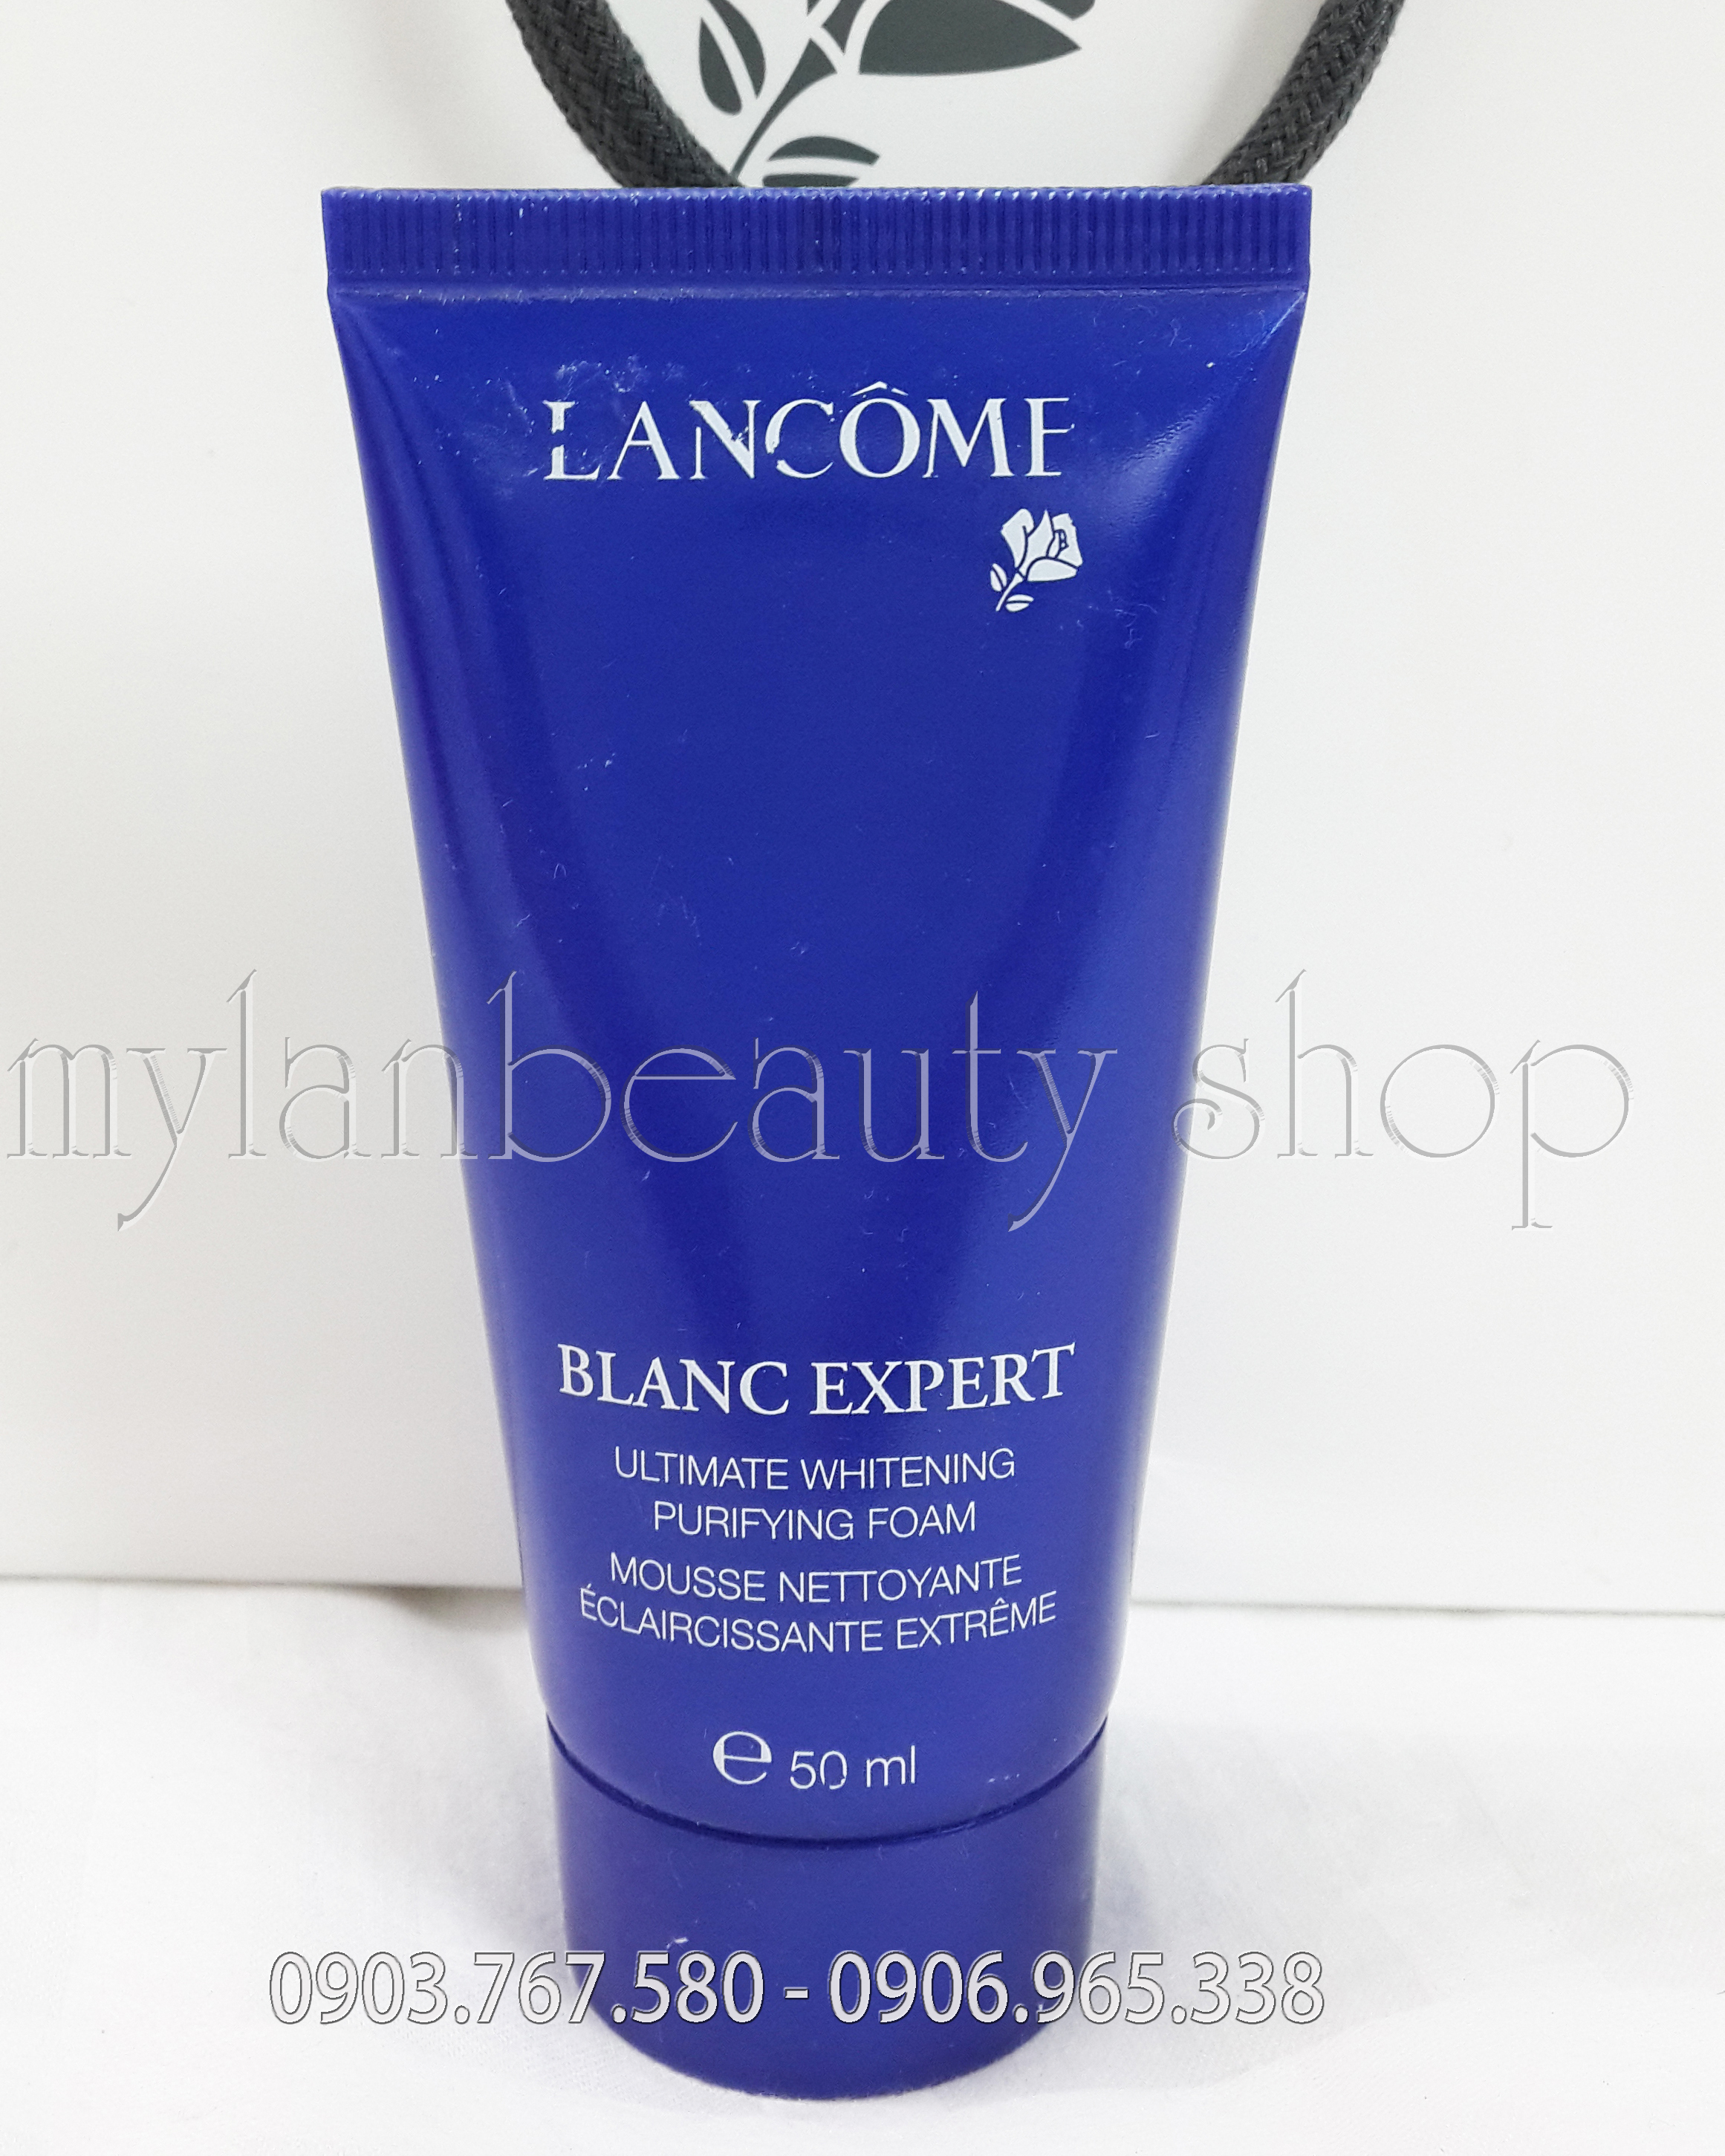 LANCÔME
mylanbeauty shop
BLANC EXPERT
ULTIMATE WHITENING
PURIFYING FOAM
MOUSSE NETTOYANTE
ÉCLAIRCISSANTE EXTRÊME
e 50 ml
0903.767.580 - 0906.965.338